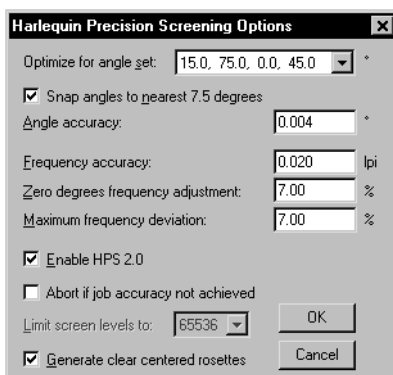 Harlequin Precision Screening Options
Optimize for angle set: 15.0, 75.0, 0.0, 45.0 °
Snap angles to nearest 7.5 degrees
Angle accuracy: 0.004 °
Frequency accuracy: 0.020 lpi
Zero degrees frequency adjustment: 7.00 %
Maximum frequency deviation: 7.00 %
Enable HPS 2.0
Abort if job accuracy not achieved
Limit screen levels to: 65536
OK
Generate clear centered rosettes
Cancel